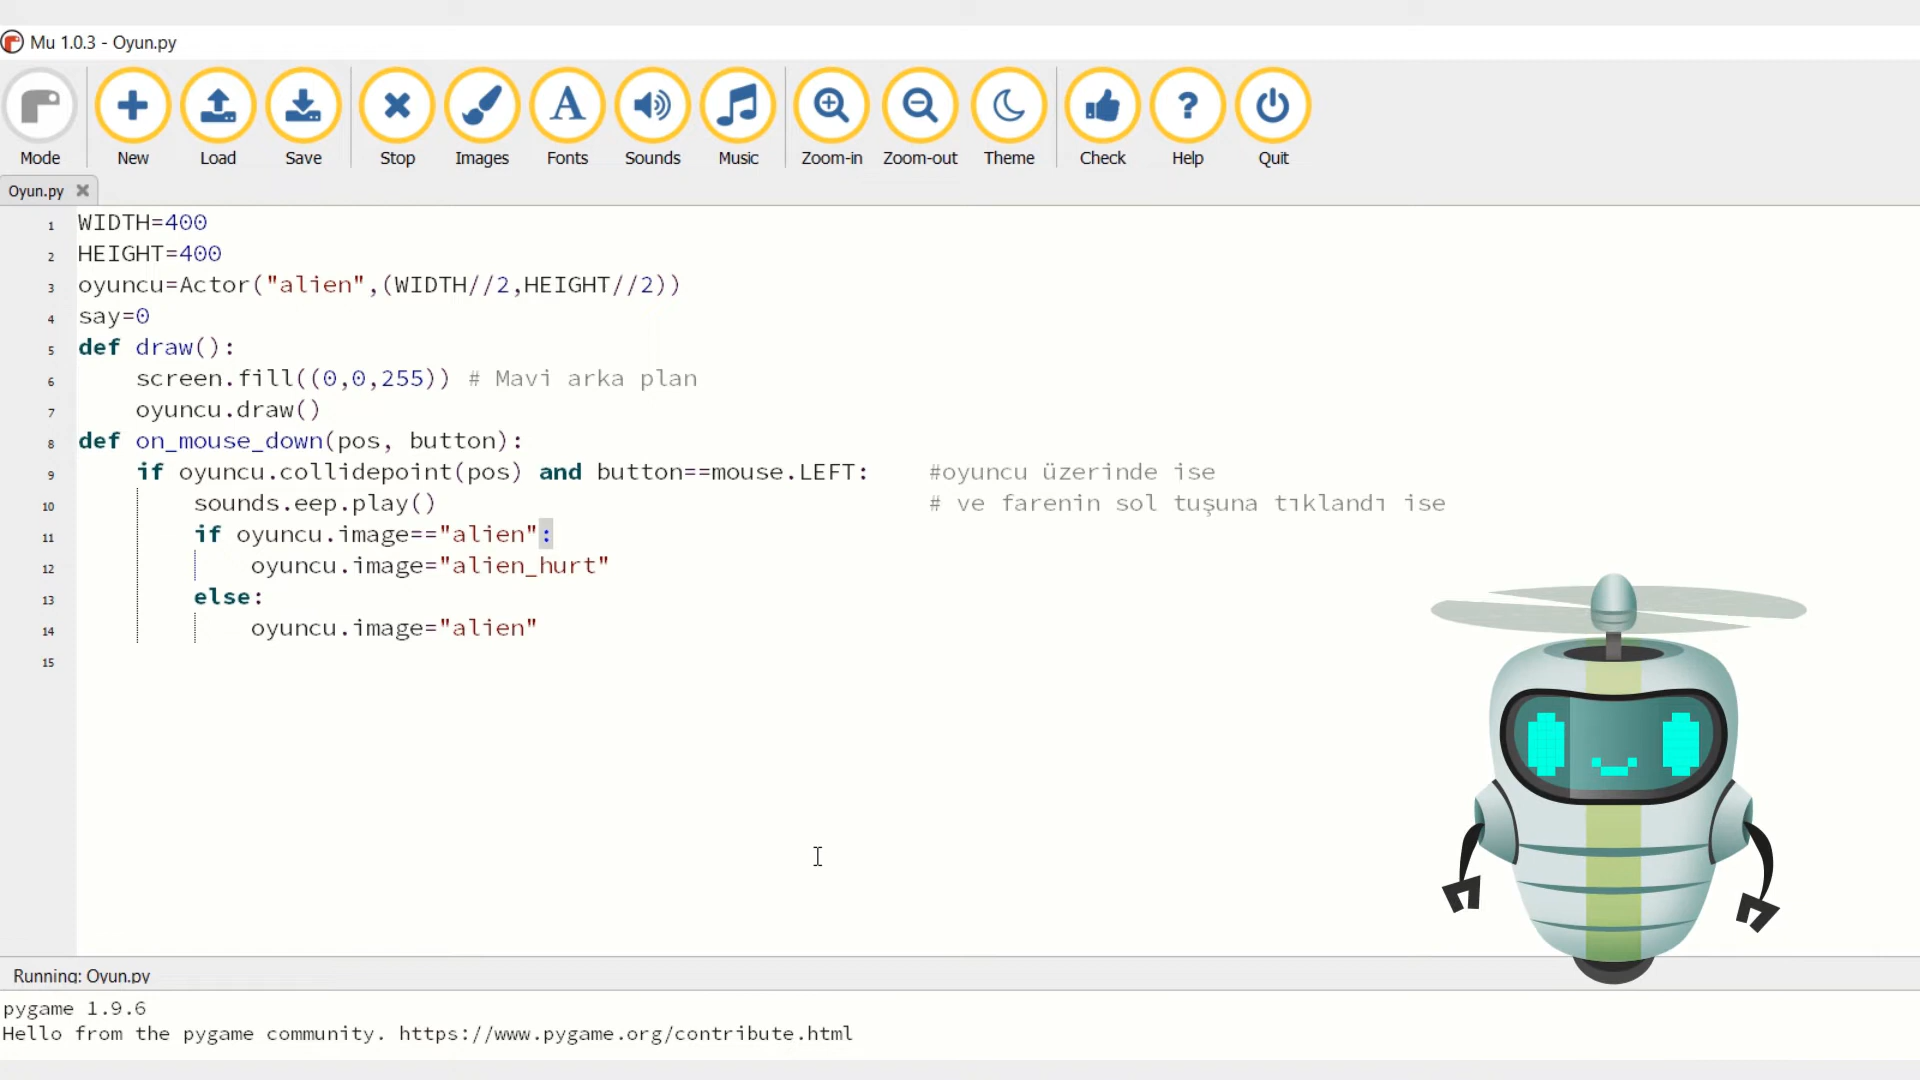 Mu 1.0.3 - Oyun.py
Mode New Load Save Stop Images Fonts Sounds Music Zoom-in Zoom-out Theme Check Help Quit
Oyun.py
1 WIDTH=400
2 HEIGHT=400
3 oyuncu=Actor("alien",(WIDTH//2,HEIGHT//2))
4 say=0
5 def draw():
6     screen.fill((0,0,255)) # Mavi arka plan
7     oyuncu.draw()
8 def on_mouse_down(pos, button):
9     if oyuncu.collidepoint(pos) and button==mouse.LEFT:    #oyuncu üzerinde ise
10         sounds.eep.play()                                  # ve farenin sol tuşuna tıklandı ise
11         if oyuncu.image=="alien":
12             oyuncu.image="alien_hurt"
13         else:
14             oyuncu.image="alien"
15
Running: Oyun.py
pygame 1.9.6
Hello from the pygame community. https://www.pygame.org/contribute.html